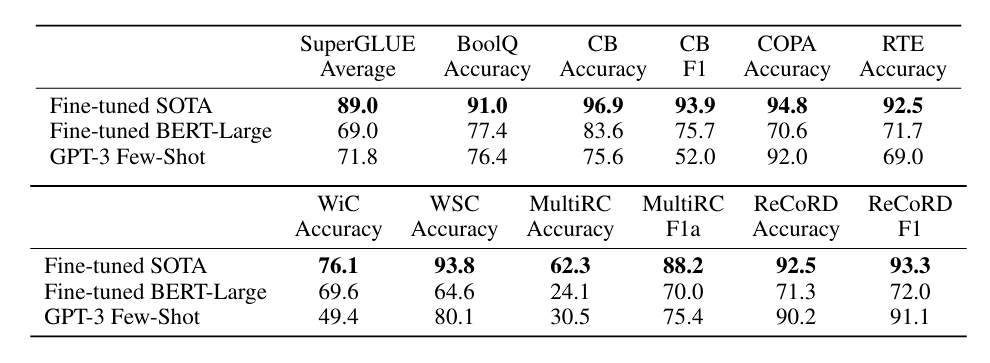 SuperGLUE BoolQ CB CB COPA RTE
Average Accuracy Accuracy F1 Accuracy Accuracy
Fine-tuned SOTA 89.0 91.0 96.9 93.9 94.8 92.5
Fine-tuned BERT-Large 69.0 77.4 83.6 75.7 70.6 71.7
GPT-3 Few-Shot 71.8 76.4 75.6 52.0 92.0 69.0
WiC WSC MultiRC MultiRC ReCoRD ReCoRD
Accuracy Accuracy Accuracy F1a Accuracy F1
Fine-tuned SOTA 76.1 93.8 62.3 88.2 92.5 93.3
Fine-tuned BERT-Large 69.6 64.6 24.1 70.0 71.3 72.0
GPT-3 Few-Shot 49.4 80.1 30.5 75.4 90.2 91.1